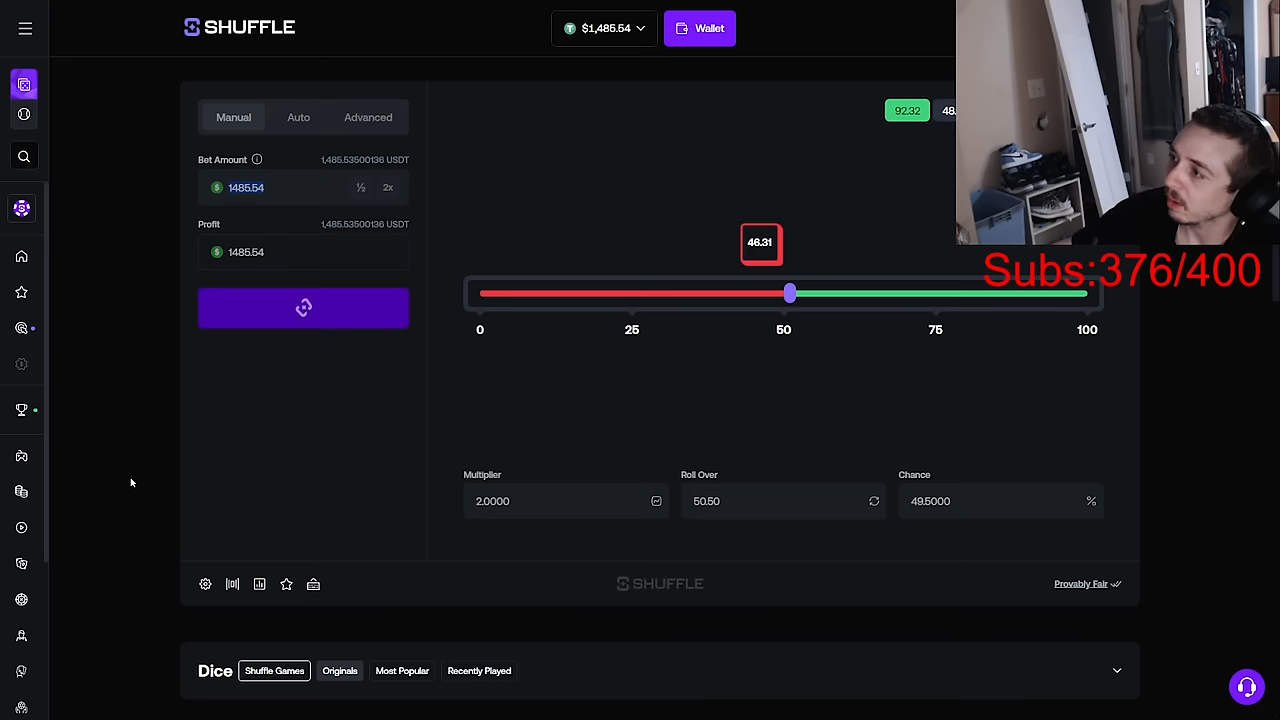 SHUFFLE
$1,485.54
Wallet
Manual
Auto
Advanced
92.32
48.
Bet Amount
1,485.53500136 USDT
1485.54
½
2x
Profit
1,485.53500136 USDT
1485.54
46.31
Subs:376/400
0
25
50
75
100
Multiplier
Roll Over
Chance
2.0000
50.50
49.5000
%
SHUFFLE
Provably Fair
Dice
Shuffle Games
Originals
Most Popular
Recently Played